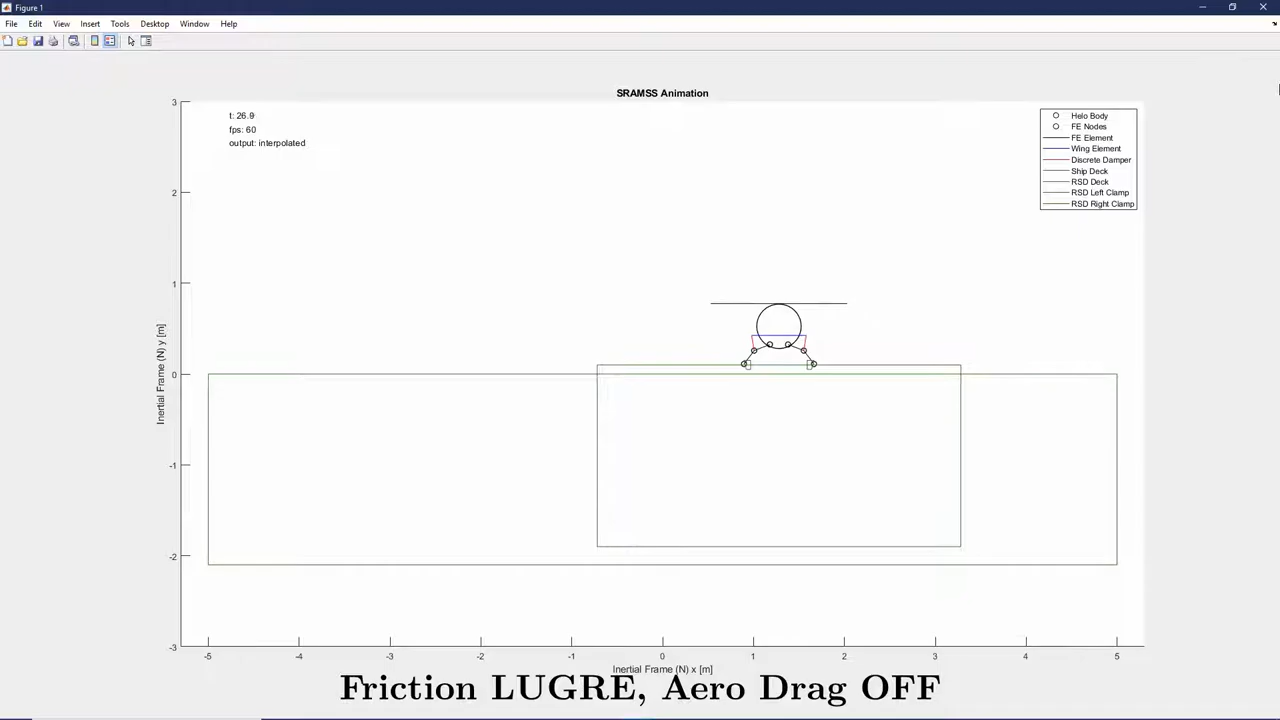 Figure 1
File Edit View Insert Tools Desktop Window Help
SRAMSS Animation
t: 26.9
fps: 60
output: interpolated
Helo Body
FE Nodes
FE Element
Wing Element
Discrete Damper
Ship Deck
RSD Deck
RSD Left Clamp
RSD Right Clamp
3
2
1
0
-1
-2
-3
Inertial Frame (N) y [m]
-5 -4 -3 -2 -1 0 1 2 3 4 5
Inertial Frame (N) x [m]
Friction LUGRE, Aero Drag OFF